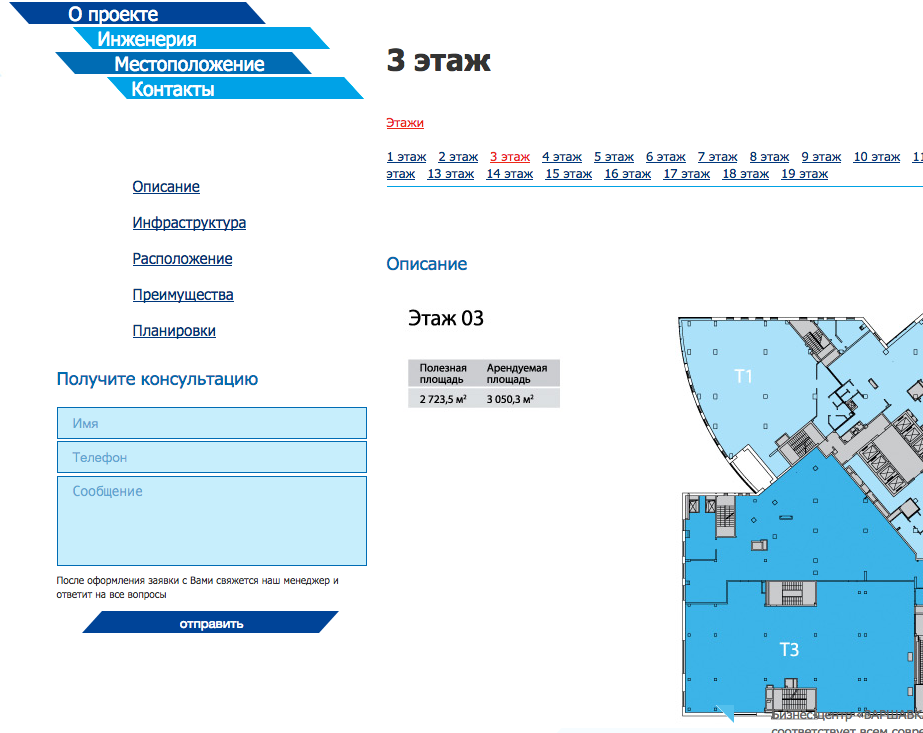 О проекте
Инженерия
Местоположение
Контакты
3 этаж
Этажи
1 этаж 2 этаж 3 этаж 4 этаж 5 этаж 6 этаж 7 этаж 8 этаж 9 этаж 10 этаж 11
этаж 13 этаж 14 этаж 15 этаж 16 этаж 17 этаж 18 этаж 19 этаж
Описание
Инфраструктура
Расположение
Преимущества
Планировки
Получите консультацию
Имя
Телефон
Сообщение
После оформления заявки с Вами свяжется наш менеджер и
ответит на все вопросы
отправить
Описание
Этаж 03
Полезная Арендуемая
площадь площадь
2 723,5 м² 3 050,3 м²
T1
T3
Бизнес-центр «ВАРШАВК
соответствует всем совре